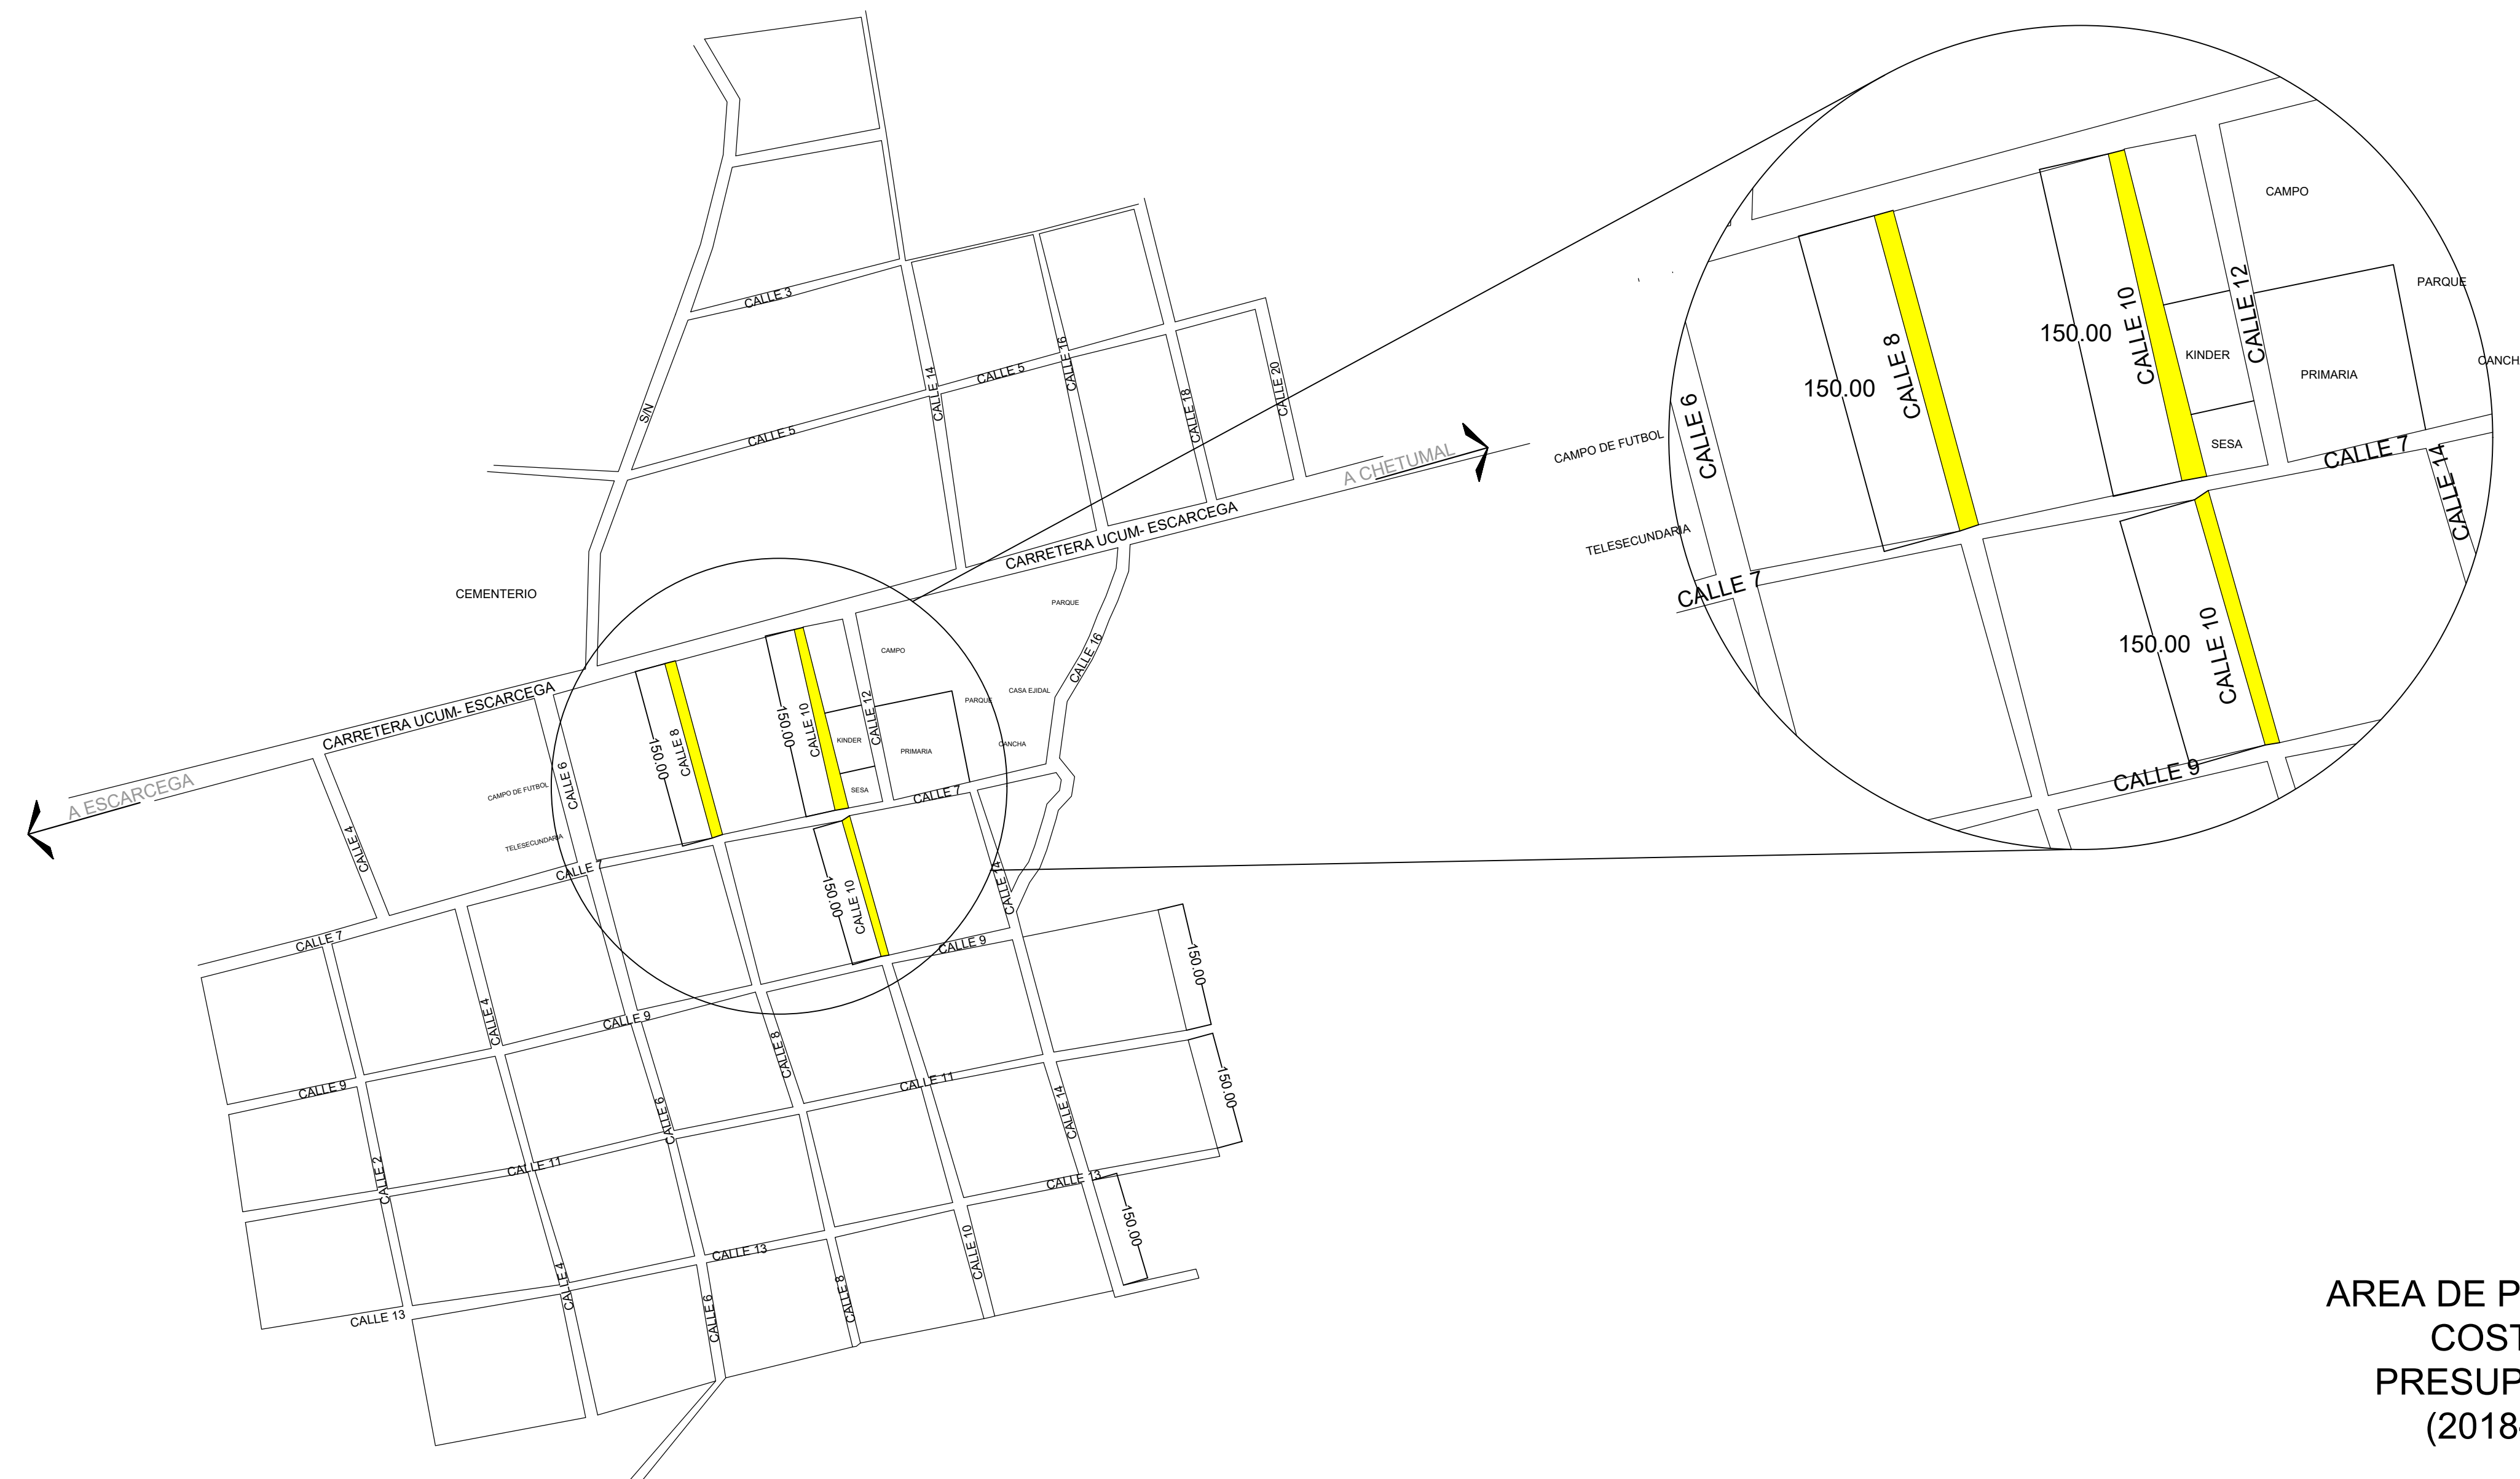 CALLE 3
CALLE 5
CALLE 5
CALLE 14
CALLE 16
CALLE 18
CALLE 20
S/N
A CHETUMAL
CARRETERA UCUM- ESCARCEGA
CEMENTERIO
PARQUE
CAMPO
CALLE 16
CASA EJIDAL
PARQUE
CANCHA
CALLE 12
KINDER
PRIMARIA
SESA
CALLE 10
150.00
CALLE 8
150.00
CARRETERA UCUM- ESCARCEGA
A ESCARCEGA
CALLE 6
CAMPO DE FUTBOL
TELESECUNDARIA
CALLE 4
CALLE 7
CALLE 7
CALLE 7
150.00
CALLE 10
CALLE 14
CALLE 9
150.00
CALLE 4
CALLE 9
CALLE 8
CALLE 9
CALLE 11
150.00
CALLE 14
CALLE 6
CALLE 2
CALLE 11
CALLE 13
150.00
CALLE 13
CALLE 10
CALLE 4
CALLE 8
CALLE 6
CALLE 13
CAMPO
PARQUE
CALLE 12
CALLE 10
150.00
CALLE 8
150.00
KINDER
PRIMARIA
CANCH
SESA
CALLE 7
CALLE 14
CALLE 6
CAMPO DE FUTBOL
TELESECUNDARIA
CALLE 7
150.00
CALLE 10
CALLE 9
AREA DE P
COST
PRESUP
(2018